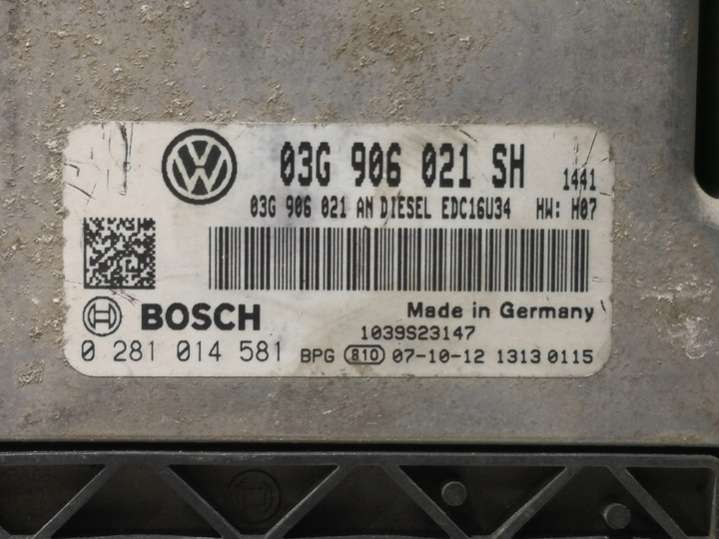 03G 906 021 SH 1441
03G 906 021 AN DIESEL EDC16U34 HW: H07
BOSCH Made in Germany
1039S23147
0 281 014 581 BPG 810 07-10-12 1313 0115